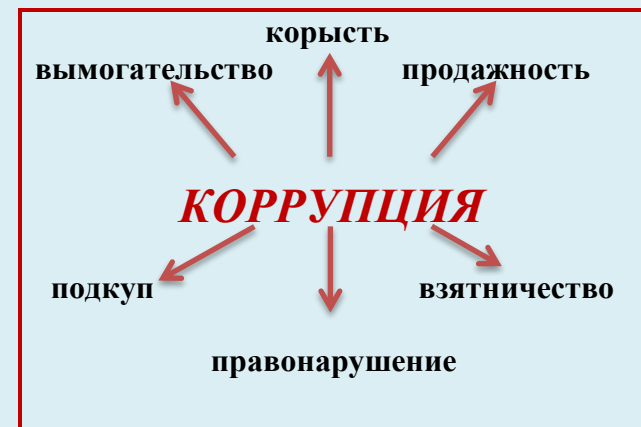 корысть
вымогательство продажность
КОРРУПЦИЯ
подкуп взятничество
правонарушение